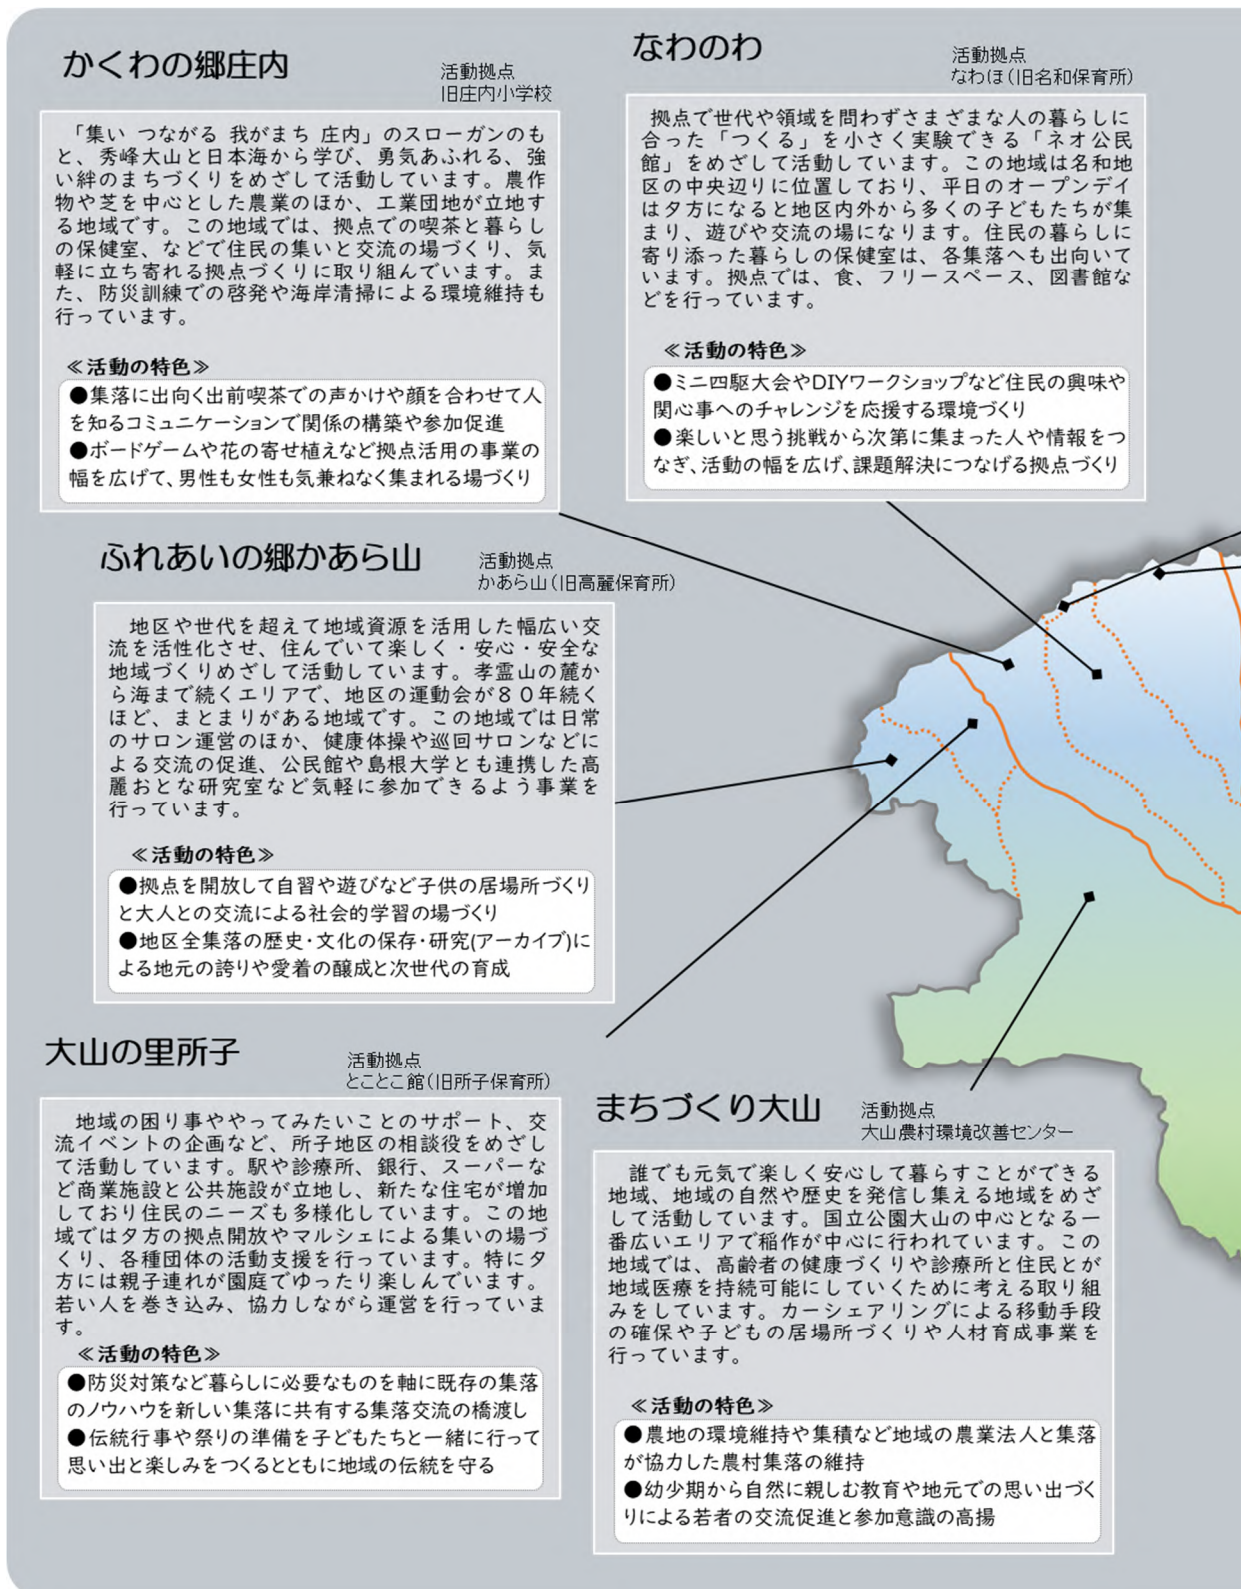 かくわの郷庄内
活動拠点
旧庄内小学校
「集い つながる 我がまち 庄内」のスローガンのも
と、秀峰大山と日本海から学び、勇気あふれる、強
い絆のまちづくりをめざして活動しています。農作
物や芝を中心とした農業のほか、工業団地が立地す
る地域です。この地域では、拠点での喫茶と暮らし
の保健室、などで住民の集いと交流の場づくり、気
軽に立ち寄れる拠点づくりに取り組んでいます。ま
た、防災訓練での啓発や海岸清掃による環境維持も
行っています。
≪活動の特色≫
●集落に出向く出前喫茶での声かけや顔を合わせて人
を知るコミュニケーションで関係の構築や参加促進
●ボードゲームや花の寄せ植えなど拠点活用の事業の
幅を広げて、男性も女性も気兼ねなく集まれる場づくり
なわのわ
活動拠点
なわほ(旧名和保育所)
拠点で世代や領域を問わずさまざまな人の暮らしに
合った「つくる」を小さく実験できる「ネオ公民
館」をめざして活動しています。この地域は名和地
区の中央辺りに位置しており、平日のオープンデイ
は夕方になると地区内外から多くの子どもたちが集
まり、遊びや交流の場になります。住民の暮らしに
寄り添った暮らしの保健室は、各集落へも出向いて
います。拠点では、食、フリースペース、図書館な
どを行っています。
≪活動の特色≫
●ミニ四駆大会やDIYワークショップなど住民の興味や
関心事へのチャレンジを応援する環境づくり
●楽しいと思う挑戦から次第に集まった人や情報をつ
なぎ、活動の幅を広げ、課題解決につなげる拠点づくり
ふれあいの郷かあら山
活動拠点
かあら山(旧高麗保育所)
地区や世代を超えて地域資源を活用した幅広い交
流を活性化させ、住んでいて楽しく・安心・安全な
地域づくりめざして活動しています。孝霊山の麓か
ら海まで続くエリアで、地区の運動会が８０年続く
ほど、まとまりがある地域です。この地域では日常
のサロン運営のほか、健康体操や巡回サロンなどに
よる交流の促進、公民館や島根大学とも連携した高
麗おとな研究室など気軽に参加できるよう事業を
行っています。
≪活動の特色≫
●拠点を開放して自習や遊びなど子供の居場所づくり
と大人との交流による社会的学習の場づくり
●地区全集落の歴史・文化の保存・研究(アーカイブ)に
よる地元の誇りや愛着の醸成と次世代の育成
大山の里所子
活動拠点
とことこ館(旧所子保育所)
地域の困り事ややってみたいことのサポート、交
流イベントの企画など、所子地区の相談役をめざし
て活動しています。駅や診療所、銀行、スーパーな
ど商業施設と公共施設が立地し、新たな住宅が増加
しており住民のニーズも多様化しています。この地
域では夕方の拠点開放やマルシェによる集いの場づ
くり、各種団体の活動支援を行っています。特に夕
方には親子連れが園庭でゆったり楽しんでいます。
若い人を巻き込み、協力しながら運営を行っていま
す。
≪活動の特色≫
●防災対策など暮らしに必要なものを軸に既存の集落
のノウハウを新しい集落に共有する集落交流の橋渡し
●伝統行事や祭りの準備を子どもたちと一緒に行って
思い出と楽しみをつくるとともに地域の伝統を守る
まちづくり大山
活動拠点
大山農村環境改善センター
誰でも元気で楽しく安心して暮らすことができる
地域、地域の自然や歴史を発信し集える地域をめざ
して活動しています。国立公園大山の中心となる一
番広いエリアで稲作が中心に行われています。この
地域では、高齢者の健康づくりや診療所と住民とが
地域医療を持続可能にしていくために考える取り組
みをしています。カーシェアリングによる移動手段
の確保や子どもの居場所づくりや人材育成事業を
行っています。
≪活動の特色≫
●農地の環境維持や集積など地域の農業法人と集落
が協力した農村集落の維持
●幼少期から自然に親しむ教育や地元での思い出づく
りによる若者の交流促進と参加意識の高揚